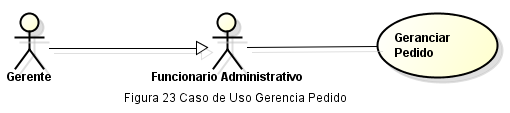 Geranciar
Pedido
Gerente
Funcionario Administrativo
Figura 23 Caso de Uso Gerencia Pedido